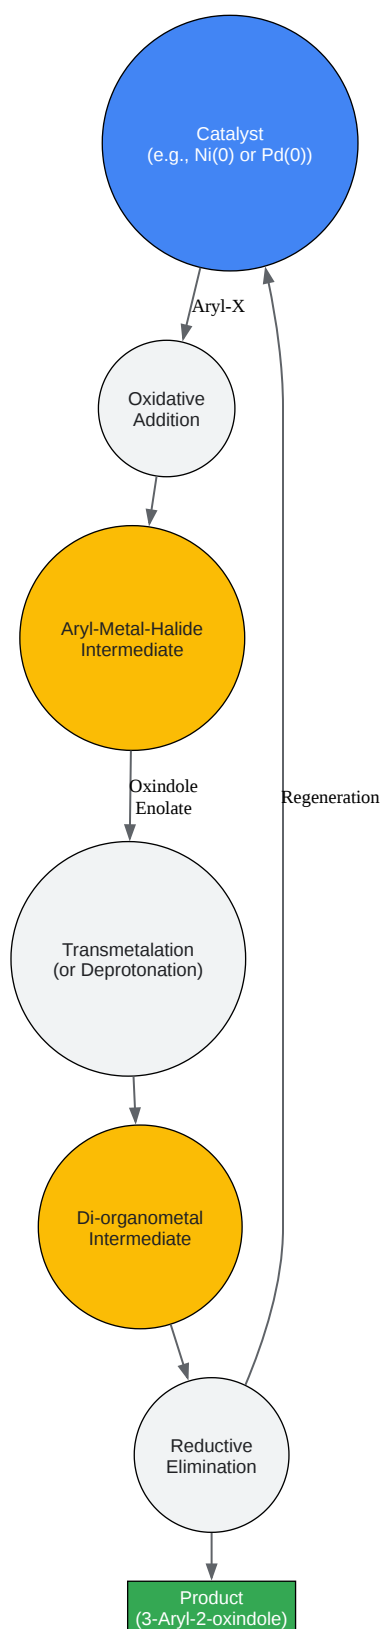 Catalyst
(e.g., Ni(0) or Pd(0))
Aryl-X
Oxidative
Addition
Aryl-Metal-Halide
Intermediate
Oxindole
Enolate
Regeneration
Transmetalation
(or Deprotonation)
Di-organometal
Intermediate
Reductive
Elimination
Product
(3-Aryl-2-oxindole)